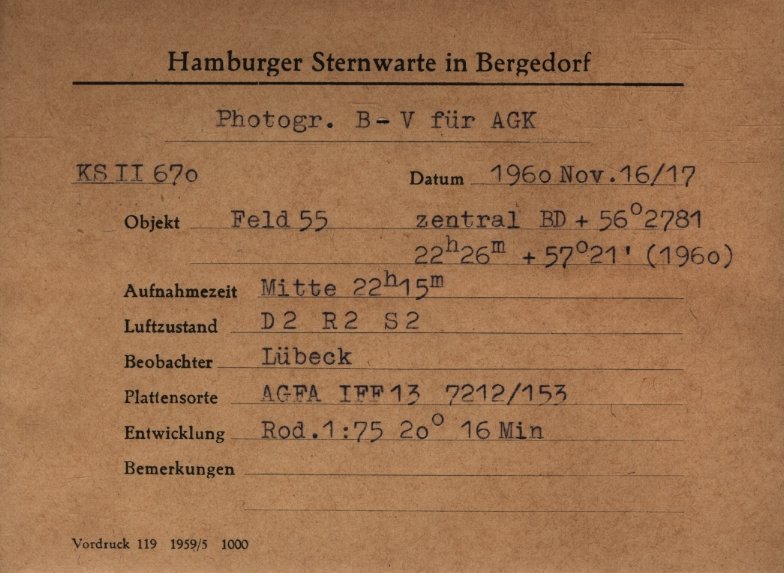 Hamburger Sternwarte in Bergedorf
Photogr. B-V für AGK
KS II 670 Datum 1960 Nov.16/17
Objekt Feld 55 zentral BD + 56°2781
22h26m + 57°21' (1960)
Aufnahmezeit Mitte 22h15m
Luftzustand D2 R2 S2
Beobachter Lübeck
Plattensorte AGFA IFF13 7212/153
Entwicklung Rod.1:75 20° 16 Min
Bemerkungen
Vordruck 119 1959/5 1000